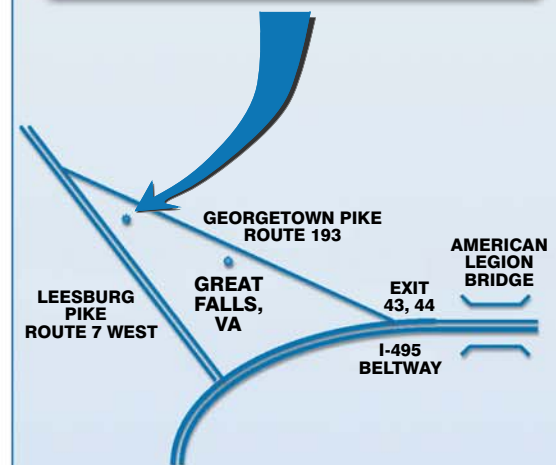 GEORGETOWN PIKE
ROUTE 193
AMERICAN
LEGION
BRIDGE
GREAT
FALLS,
VA
EXIT
43, 44
LEESBURG
PIKE
ROUTE 7 WEST
I-495
BELTWAY